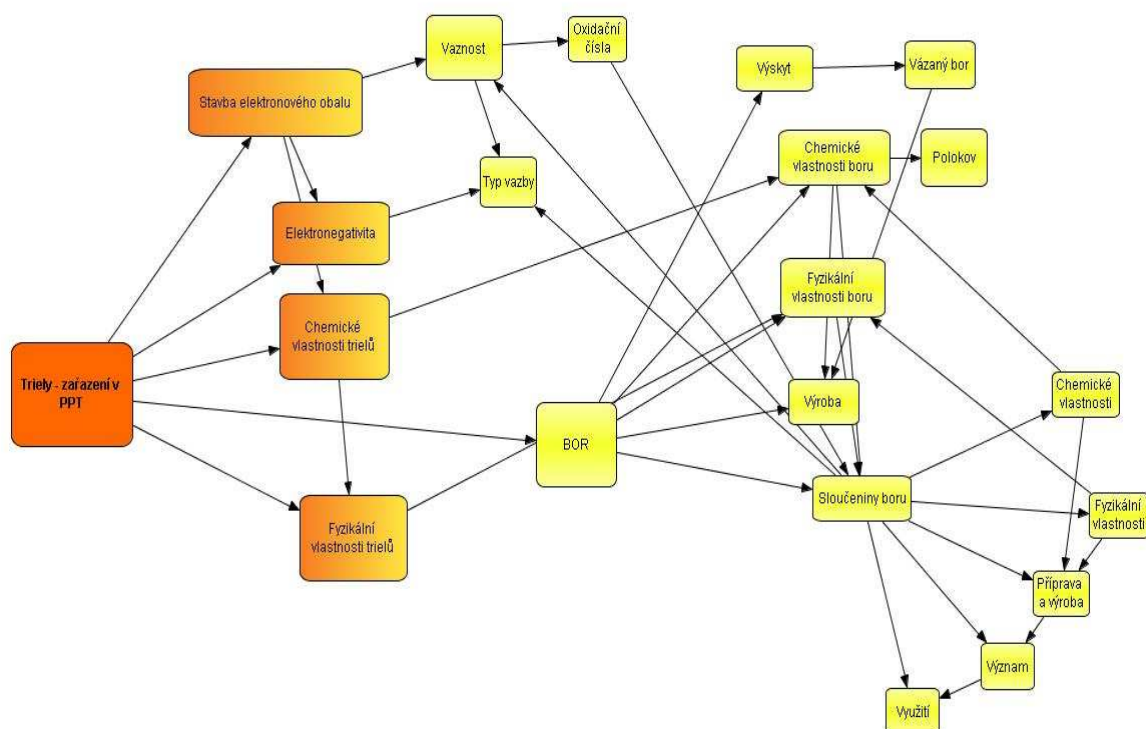 Oxidační
čísla
Vaznost
Výskyt
Vázaný bor
Stavba elektronového obalu
Chemické
vlastnosti boru
Polokov
Typ vazby
Elektronegativita
Fyzikální
vlastnosti boru
Chemické
vlastnosti trielů
Triely - zařazení v
PPT
Výroba
Chemické
vlastnosti
BOR
Sloučeniny boru
Fyzikální
vlastnosti
Fyzikální
vlastnosti trielů
Příprava
a výroba
Význam
Využití